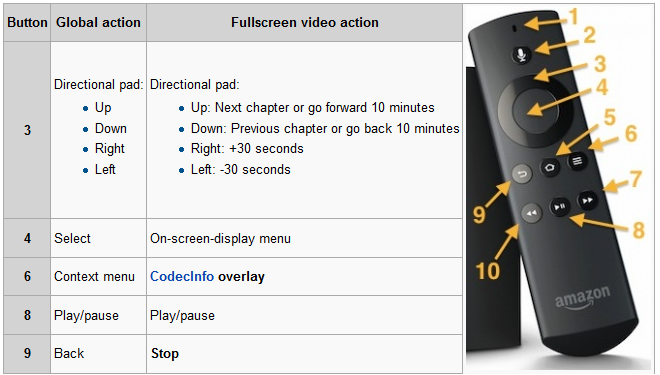 Button Global action Fullscreen video action
3
Directional pad:
Up
Down
Right
Left
Directional pad:
Up: Next chapter or go forward 10 minutes
Down: Previous chapter or go back 10 minutes
Right: +30 seconds
Left: -30 seconds
4 Select On-screen-display menu
6 Context menu CodecInfo overlay
8 Play/pause Play/pause
9 Back Stop
1
2
3
4
5
6
7
8
9
10
amazon